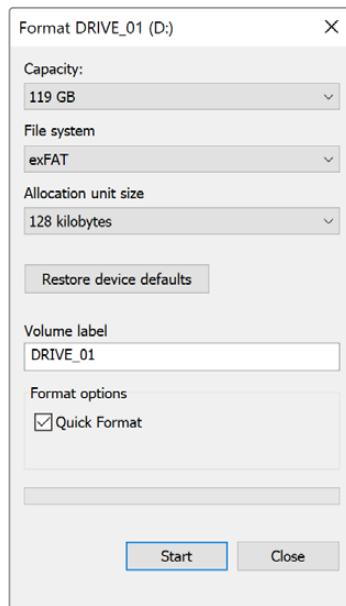 Format DRIVE_01 (D:)
Capacity:
119 GB
File system
exFAT
Allocation unit size
128 kilobytes
Restore device defaults
Volume label
DRIVE_01
Format options
Quick Format
Start Close